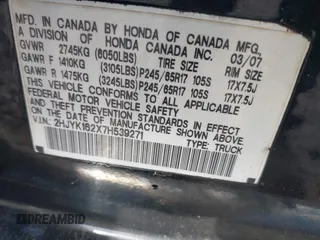 MFD. IN CANADA BY HONDA OF CANADA MFG.,
A DIVISION OF HONDA CANADA INC. 03/07
GVWR 2745KG (6050LBS) TIRE SIZE RIM SIZE
GAWR F 1410KG (3105LBS) P245/65R17 105S 17X7.5J
GAWR R 1475KG (3245LBS) P245/65R17 105S 17X7.5J
THIS VEHICLE CONFORMS TO ALL APPLICABLE
FEDERAL MOTOR VEHICLE SAFETY STANDARDS IN
EFFECT ON THE DATE OF MANUFACTURE SHOWN ABOVE.
V.I.N.: 2HJYK162X7H539271 TYPE: TRUCK
DREAMBID